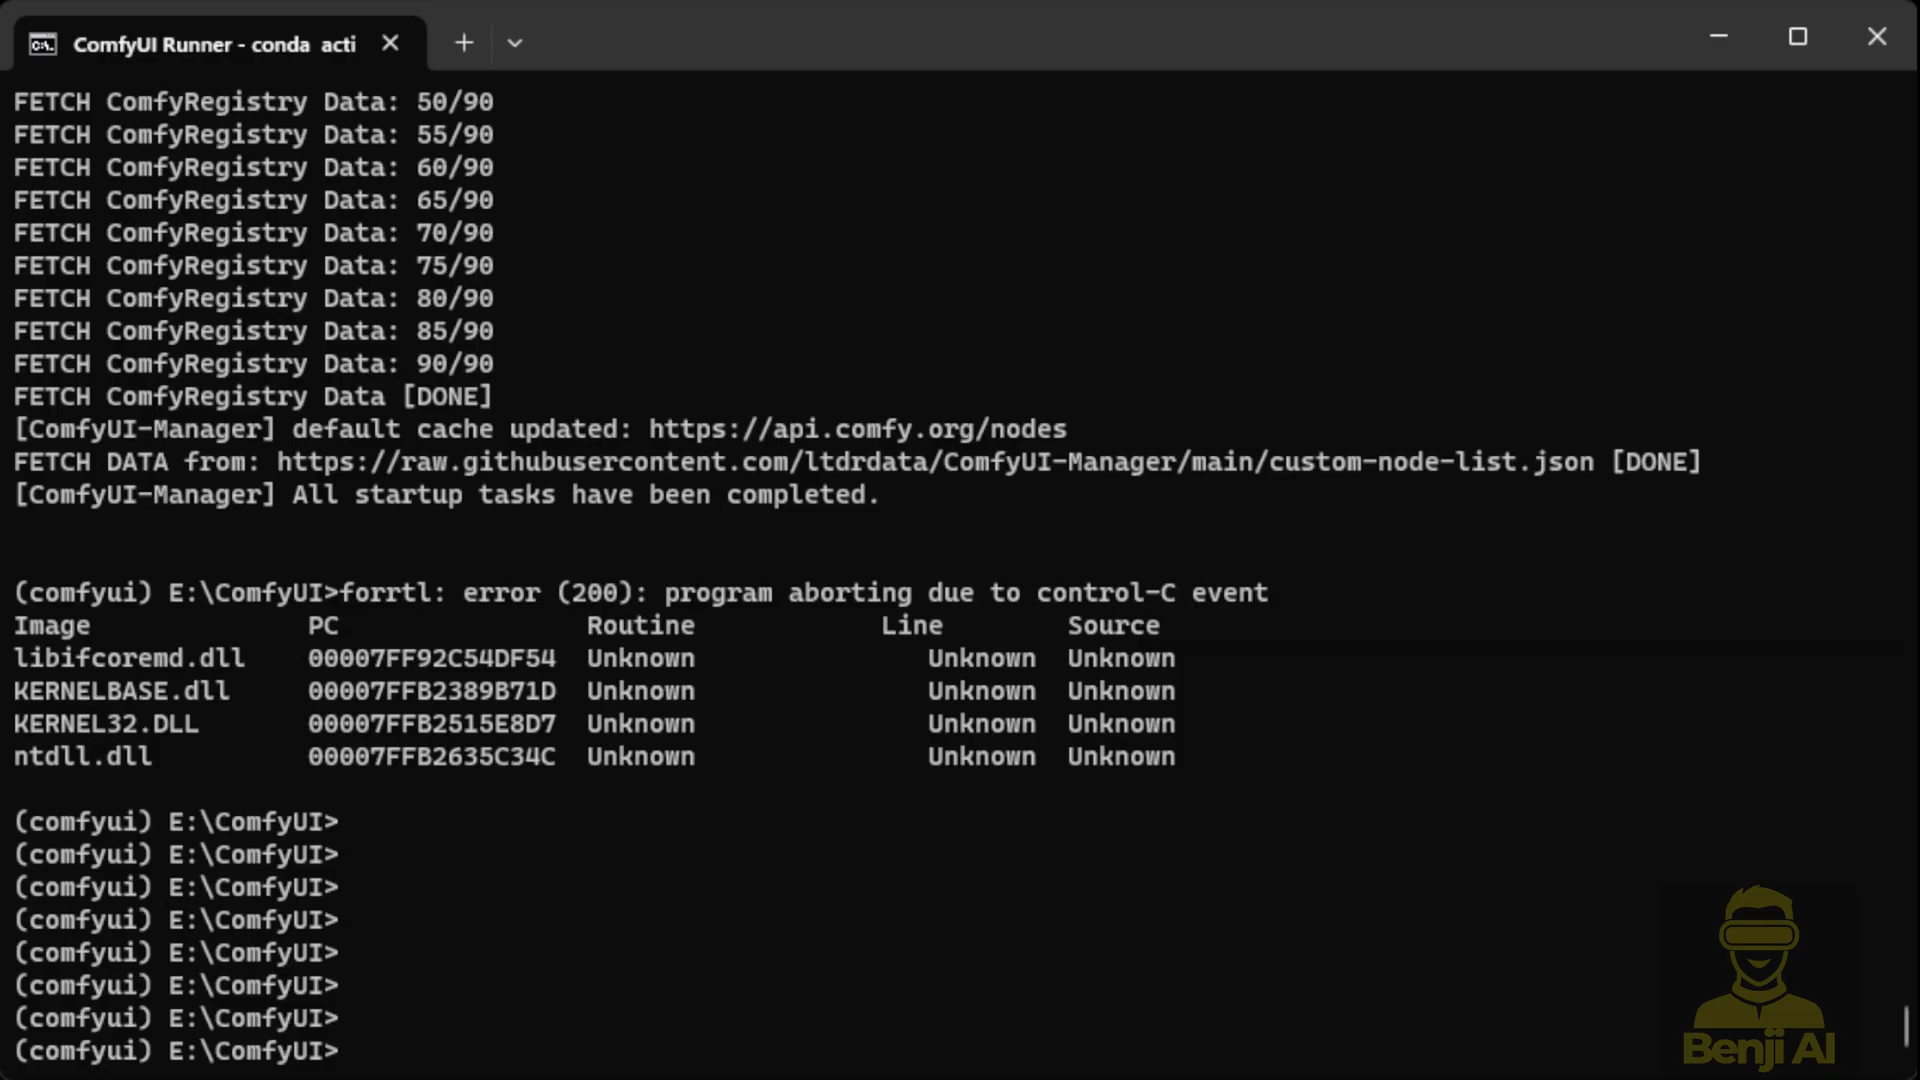 ComfyUI Runner - conda  acti
FETCH ComfyRegistry Data: 50/90
FETCH ComfyRegistry Data: 55/90
FETCH ComfyRegistry Data: 60/90
FETCH ComfyRegistry Data: 65/90
FETCH ComfyRegistry Data: 70/90
FETCH ComfyRegistry Data: 75/90
FETCH ComfyRegistry Data: 80/90
FETCH ComfyRegistry Data: 85/90
FETCH ComfyRegistry Data: 90/90
FETCH ComfyRegistry Data [DONE]
[ComfyUI-Manager] default cache updated: https://api.comfy.org/nodes
FETCH DATA from: https://raw.githubusercontent.com/ltdrdata/ComfyUI-Manager/main/custom-node-list.json [DONE]
[ComfyUI-Manager] All startup tasks have been completed.
(comfyui) E:\ComfyUI>forrtl: error (200): program aborting due to control-C event
Image              PC                Routine            Line        Source
libifcoremd.dll    00007FF92C54DF54  Unknown               Unknown  Unknown
KERNELBASE.dll     00007FFB2389B71D  Unknown               Unknown  Unknown
KERNEL32.DLL       00007FFB2515E8D7  Unknown               Unknown  Unknown
ntdll.dll          00007FFB2635C34C  Unknown               Unknown  Unknown
(comfyui) E:\ComfyUI>
(comfyui) E:\ComfyUI>
(comfyui) E:\ComfyUI>
(comfyui) E:\ComfyUI>
(comfyui) E:\ComfyUI>
(comfyui) E:\ComfyUI>
(comfyui) E:\ComfyUI>
(comfyui) E:\ComfyUI>
Benji AI